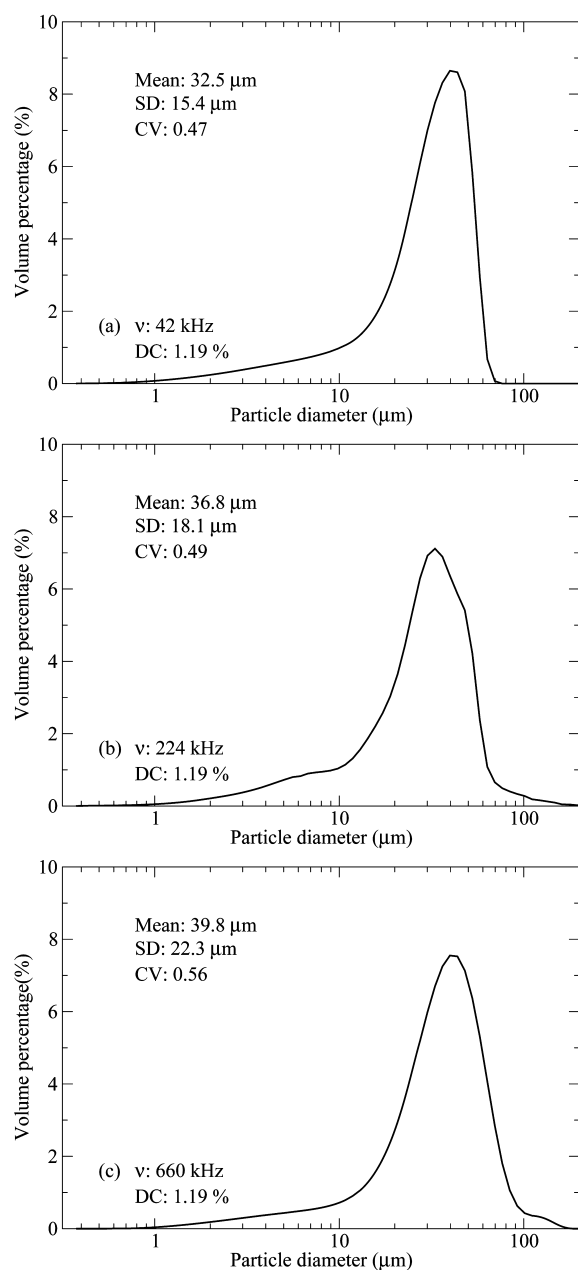 10
8
6
4
2
0
Volume percentage (%)
Mean: 32.5 μm
SD: 15.4 μm
CV: 0.47
(a) ν: 42 kHz
DC: 1.19 %
1 10 100
Particle diameter (μm)
10
8
6
4
2
0
Volume percentage (%)
Mean: 36.8 μm
SD: 18.1 μm
CV: 0.49
(b) ν: 224 kHz
DC: 1.19 %
1 10 100
Particle diameter (μm)
10
8
6
4
2
0
Volume percentage(%)
Mean: 39.8 μm
SD: 22.3 μm
CV: 0.56
(c) ν: 660 kHz
DC: 1.19 %
1 10 100
Particle diameter (μm)